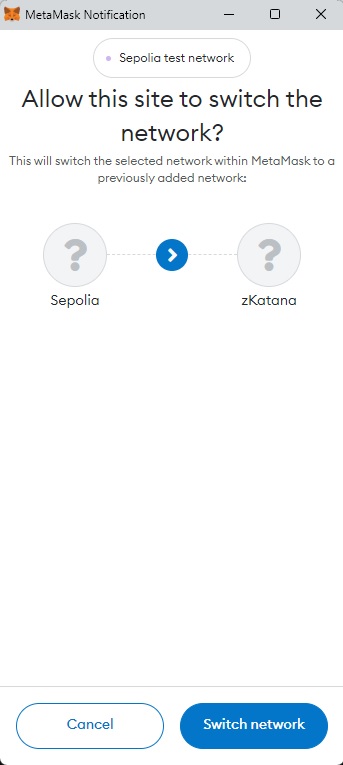 MetaMask Notification
Sepolia test network
Allow this site to switch the
network?
This will switch the selected network within MetaMask to a
previously added network:
? ?
Sepolia zKatana
Cancel Switch network